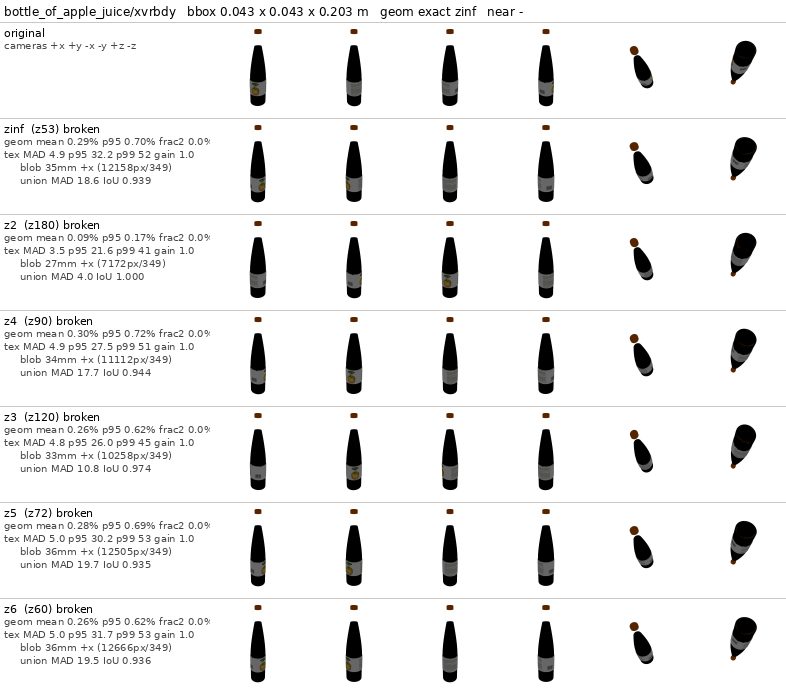 bottle_of_apple_juice/xvrbdy bbox 0.043 x 0.043 x 0.203 m geom exact zinf near -
original
cameras +x +y -x -y +z -z
zinf (z53) broken
geom mean 0.29% p95 0.70% frac2 0.0%
tex MAD 4.9 p95 32.2 p99 52 gain 1.0
blob 35mm +x (12158px/349)
union MAD 18.6 IoU 0.939
z2 (z180) broken
geom mean 0.09% p95 0.17% frac2 0.0%
tex MAD 3.5 p95 21.6 p99 41 gain 1.0
blob 27mm +x (7172px/349)
union MAD 4.0 IoU 1.000
z4 (z90) broken
geom mean 0.30% p95 0.72% frac2 0.0%
tex MAD 4.9 p95 27.5 p99 51 gain 1.0
blob 34mm +x (11112px/349)
union MAD 17.7 IoU 0.944
z3 (z120) broken
geom mean 0.26% p95 0.62% frac2 0.0%
tex MAD 4.8 p95 26.0 p99 45 gain 1.0
blob 33mm +x (10258px/349)
union MAD 10.8 IoU 0.974
z5 (z72) broken
geom mean 0.28% p95 0.69% frac2 0.0%
tex MAD 5.0 p95 30.2 p99 53 gain 1.0
blob 36mm +x (12505px/349)
union MAD 19.7 IoU 0.935
z6 (z60) broken
geom mean 0.26% p95 0.62% frac2 0.0%
tex MAD 5.0 p95 31.7 p99 53 gain 1.0
blob 36mm +x (12666px/349)
union MAD 19.5 IoU 0.936